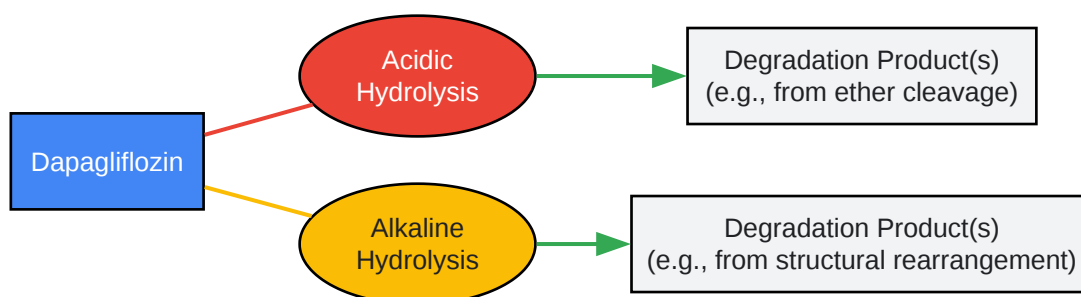 Dapagliflozin
Acidic
Hydrolysis
Degradation Product(s)
(e.g., from ether cleavage)
Alkaline
Hydrolysis
Degradation Product(s)
(e.g., from structural rearrangement)